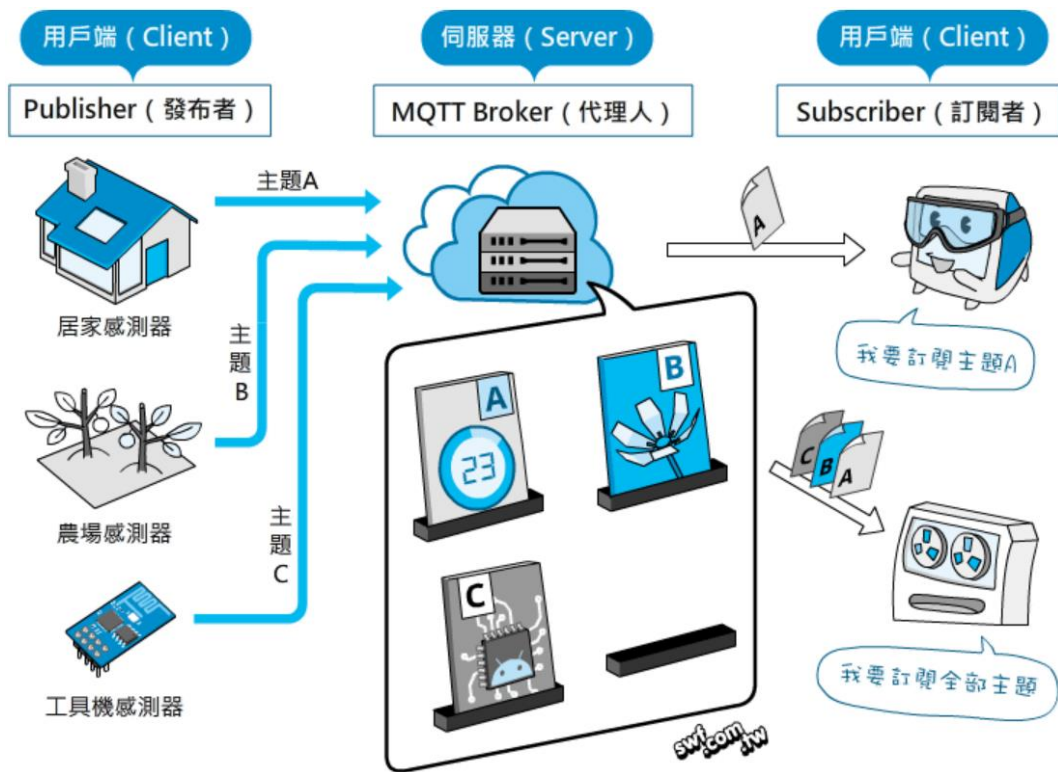 用戶端（Client）
伺服器（Server）
用戶端（Client）
Publisher（發布者）
MQTT Broker（代理人）
Subscriber（訂閱者）
主題A
A
居家感測器
我要訂閱主題A
主題B
A
23
B
C
B
A
農場感測器
主題C
C
工具機感測器
我要訂閱全部主題
swf.com.tw